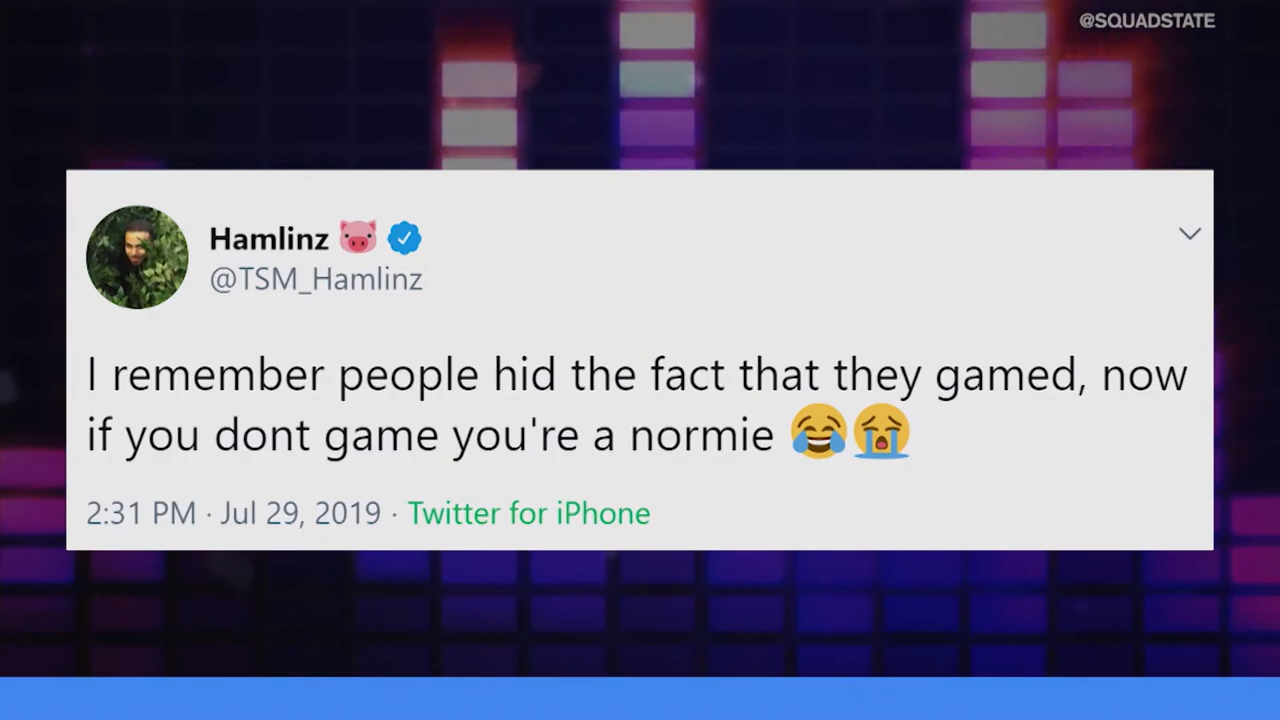 @SQUADSTATE
Hamlinz 🐷
@TSM_Hamlinz
I remember people hid the fact that they gamed, now
if you dont game you're a normie 😂😭
2:31 PM · Jul 29, 2019 · Twitter for iPhone